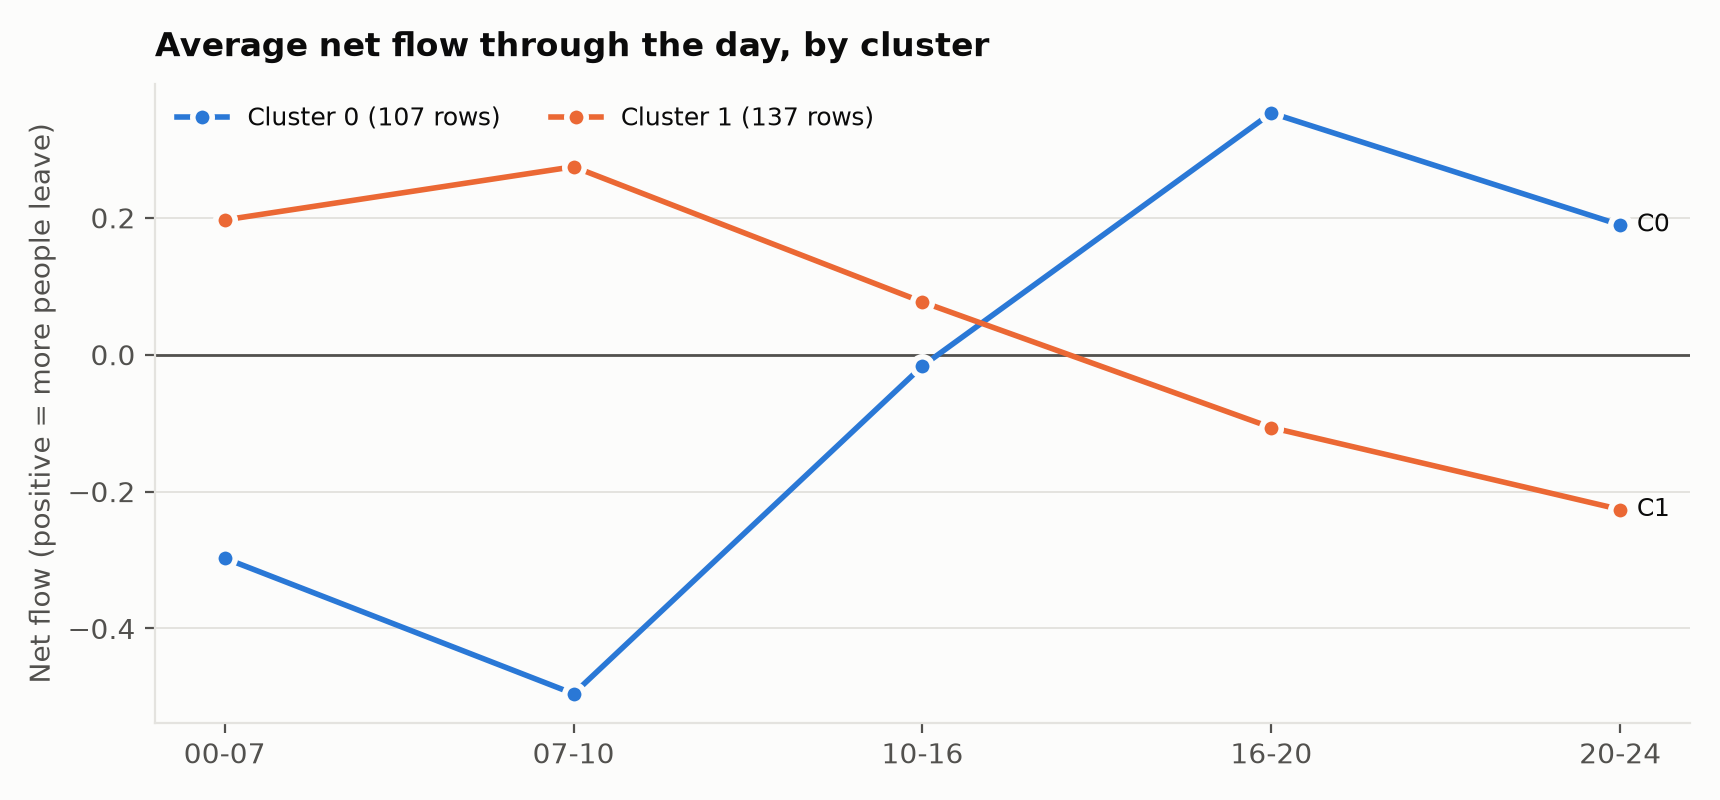 Average net flow through the day, by cluster
Cluster 0 (107 rows)
Cluster 1 (137 rows)
Net flow (positive = more people leave)
0.2
0.0
−0.2
−0.4
C0
C1
00-07
07-10
10-16
16-20
20-24